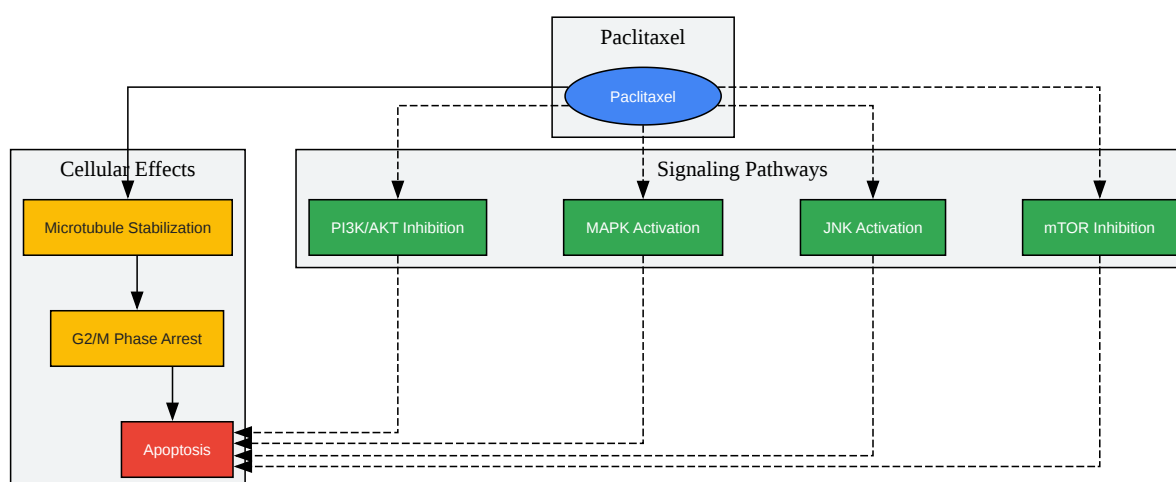 Paclitaxel
Paclitaxel
Cellular Effects
Signaling Pathways
Microtubule Stabilization
PI3K/AKT Inhibition
MAPK Activation
JNK Activation
mTOR Inhibition
G2/M Phase Arrest
Apoptosis